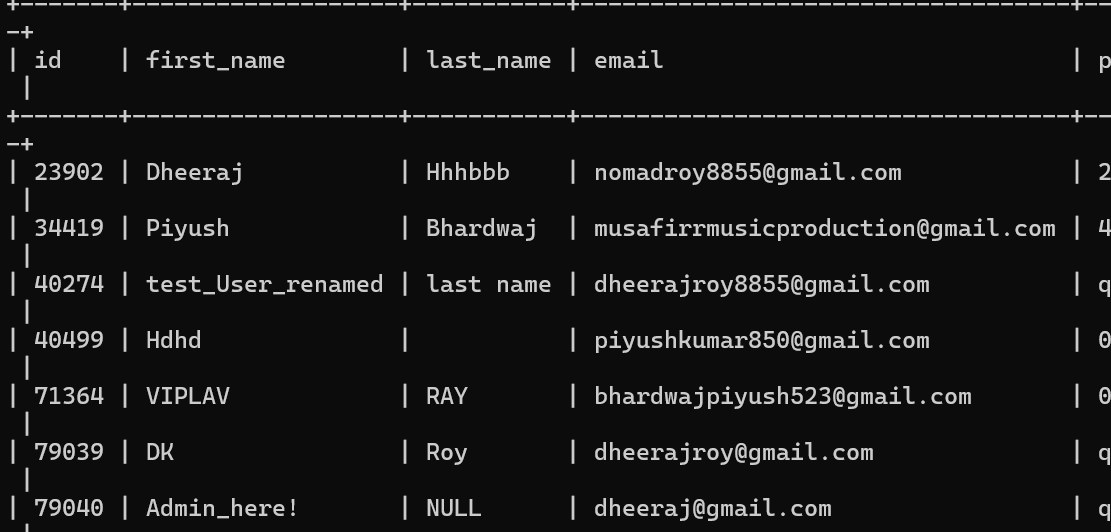 +-------+----------------+----------+-----------------------------+--
-+
| id | first_name | last_name | email | p
|
+-------+----------------+----------+-----------------------------+--
-+
| 23902 | Dheeraj | Hhhbbb | nomadroy8855@gmail.com | 2
|
| 34419 | Piyush | Bhardwaj | musafirrmusicproduction@gmail.com | 4
|
| 40274 | test_User_renamed | last name | dheerajroy8855@gmail.com | q
|
| 40499 | Hdhd | | piyushkumar850@gmail.com | 0
|
| 71364 | VIPLAV | RAY | bhardwajpiyush523@gmail.com | 0
|
| 79039 | DK | Roy | dheerajroy@gmail.com | q
|
| 79040 | Admin_here! | NULL | dheeraj@gmail.com | q
|